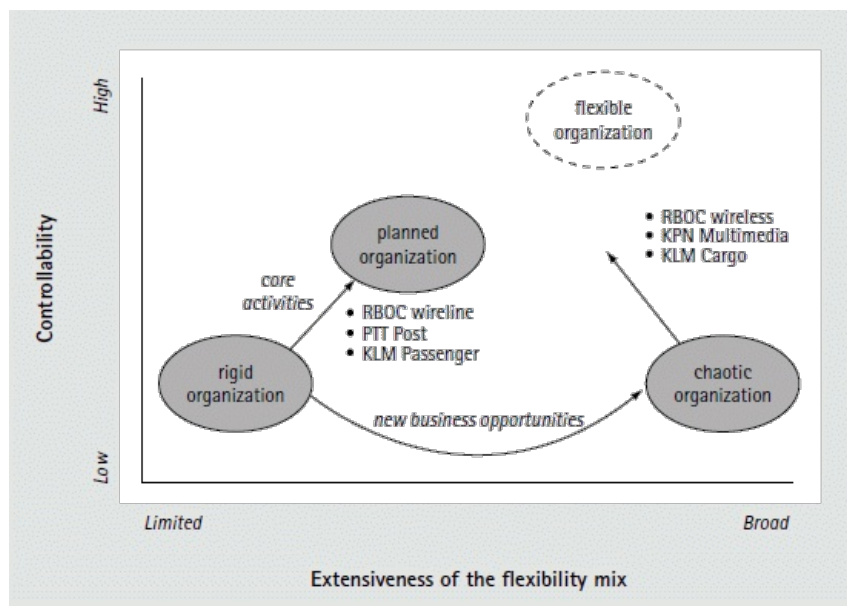 High
flexible
organization
• RBOC wireless
• KPN Multimedia
• KLM Cargo
planned
organization
Controllability
core
activities
• RBOC wireline
• PTT Post
• KLM Passenger
rigid
organization
chaotic
organization
new business opportunities
Low
Limited
Broad
Extensiveness of the flexibility mix